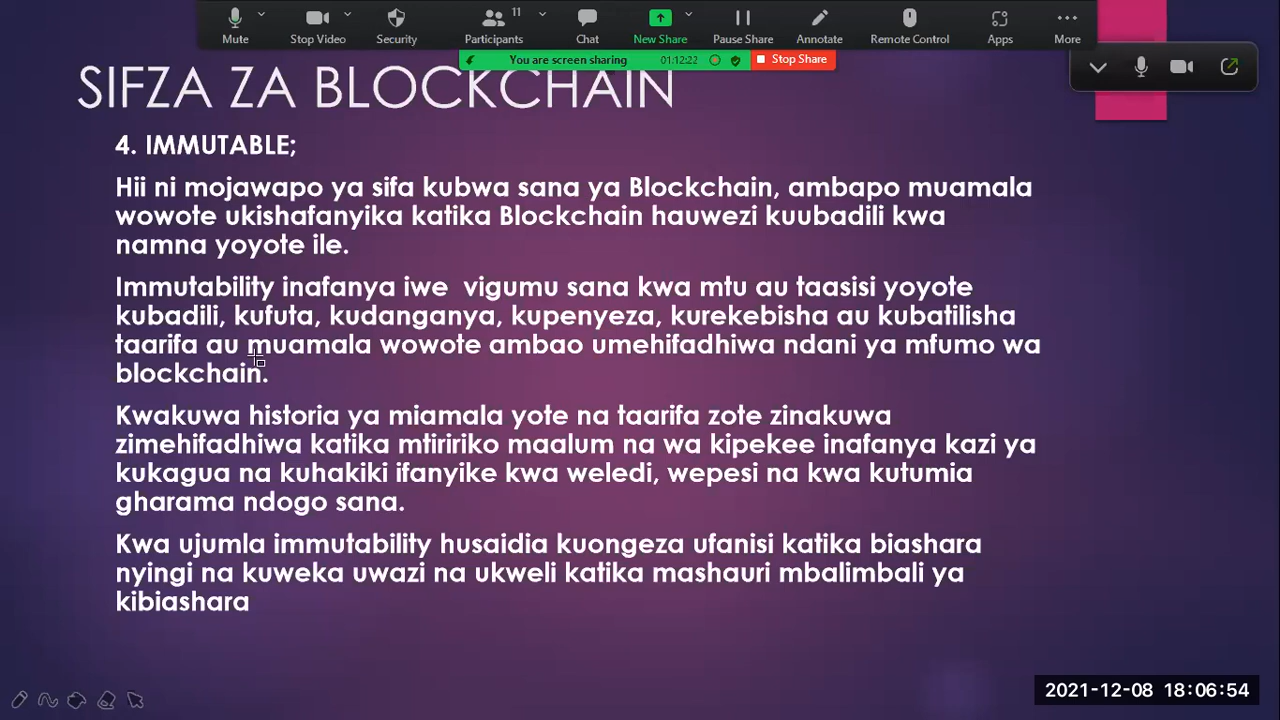 Mute
Stop Video
Security
Participants
11
Chat
New Share
Pause Share
Annotate
Remote Control
Apps
More
You are screen sharing
01:12:22
Stop Share
SIFZA ZA BLOCKCHAIN
4. IMMUTABLE;
Hii ni mojawapo ya sifa kubwa sana ya Blockchain, ambapo muamala
wowote ukishafanyika katika Blockchain hauwezi kuubadili kwa
namna yoyote ile.
Immutability inafanya iwe vigumu sana kwa mtu au taasisi yoyote
kubadili, kufuta, kudanganya, kupenyeza, kurekebisha au kubatilisha
taarifa au muamala wowote ambao umehifadhiwa ndani ya mfumo wa
blockchain.
Kwakuwa historia ya miamala yote na taarifa zote zinakuwa
zimehifadhiwa katika mtiririko maalum na wa kipekee inafanya kazi ya
kukagua na kuhakiki ifanyike kwa weledi, wepesi na kwa kutumia
gharama ndogo sana.
Kwa ujumla immutability husaidia kuongeza ufanisi katika biashara
nyingi na kuweka uwazi na ukweli katika mashauri mbalimbali ya
kibiashara
2021-12-08 18:06:54